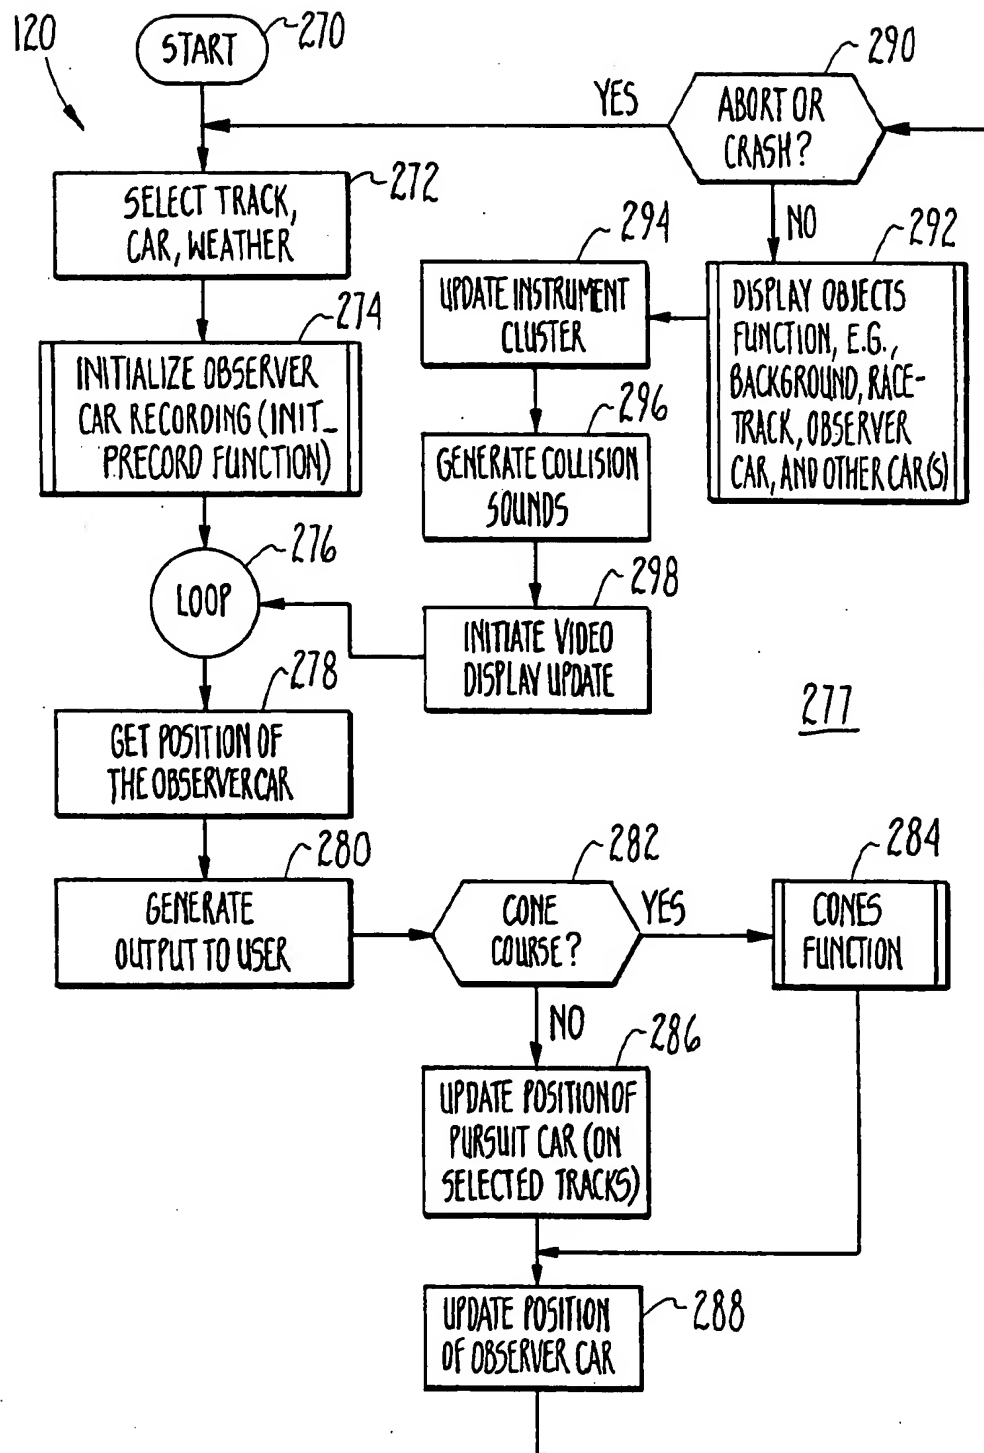 120
START
270
290
ABORT OR
CRASH?
YES
NO
SELECT TRACK,
CAR, WEATHER
272
294
UPDATE INSTRUMENT
CLUSTER
292
DISPLAY OBJECTS
FUNCTION, E.G.,
BACKGROUND, RACE-
TRACK, OBSERVER
CAR, AND OTHER CAR(S)
274
INITIALIZE OBSERVER
CAR RECORDING (INIT_
PRECORD FUNCTION)
296
GENERATE COLLISION
SOUNDS
276
LOOP
298
INITIATE VIDEO
DISPLAY UPDATE
277
278
GET POSITION OF
THE OBSERVER CAR
280
GENERATE
OUTPUT TO USER
282
CONE
COURSE?
YES
NO
284
CONES
FUNCTION
286
UPDATE POSITION OF
PURSUIT CAR (ON
SELECTED TRACKS)
288
UPDATE POSITION
OF OBSERVER CAR